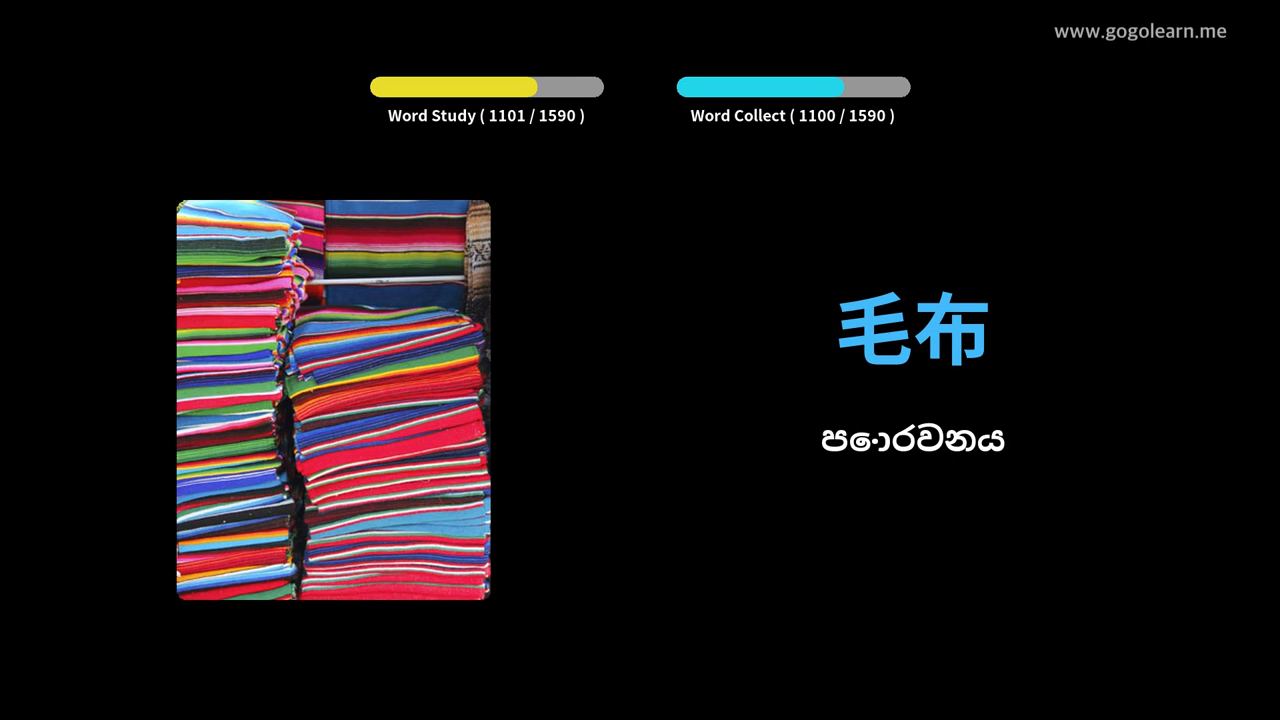 www.gogolearn.me
Word Study ( 1101 / 1590 )
Word Collect ( 1100 / 1590 )
毛布
පොරවනය